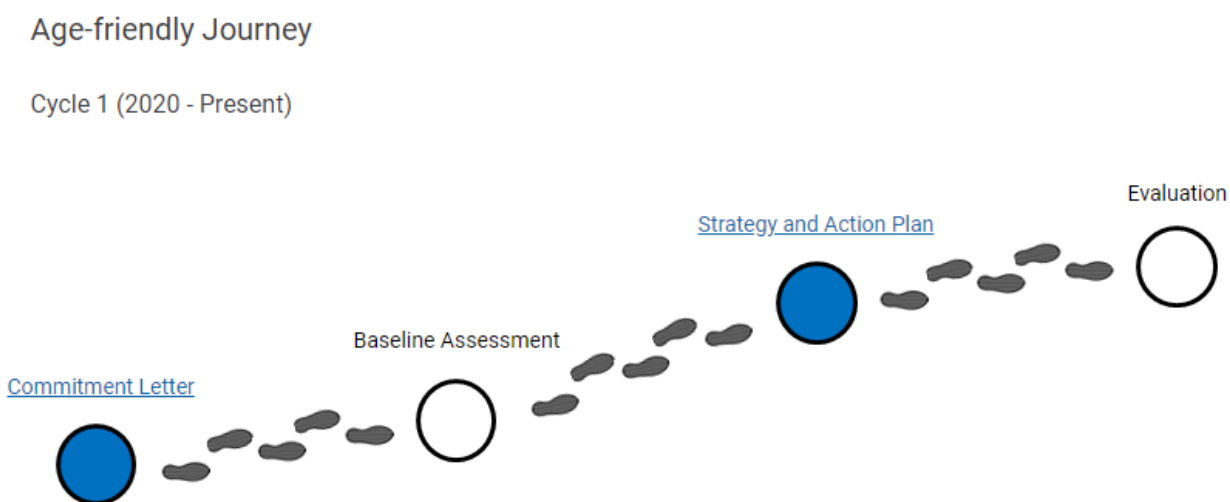 Age-friendly Journey
Cycle 1 (2020 - Present)
Evaluation
Strategy and Action Plan
Baseline Assessment
Commitment Letter